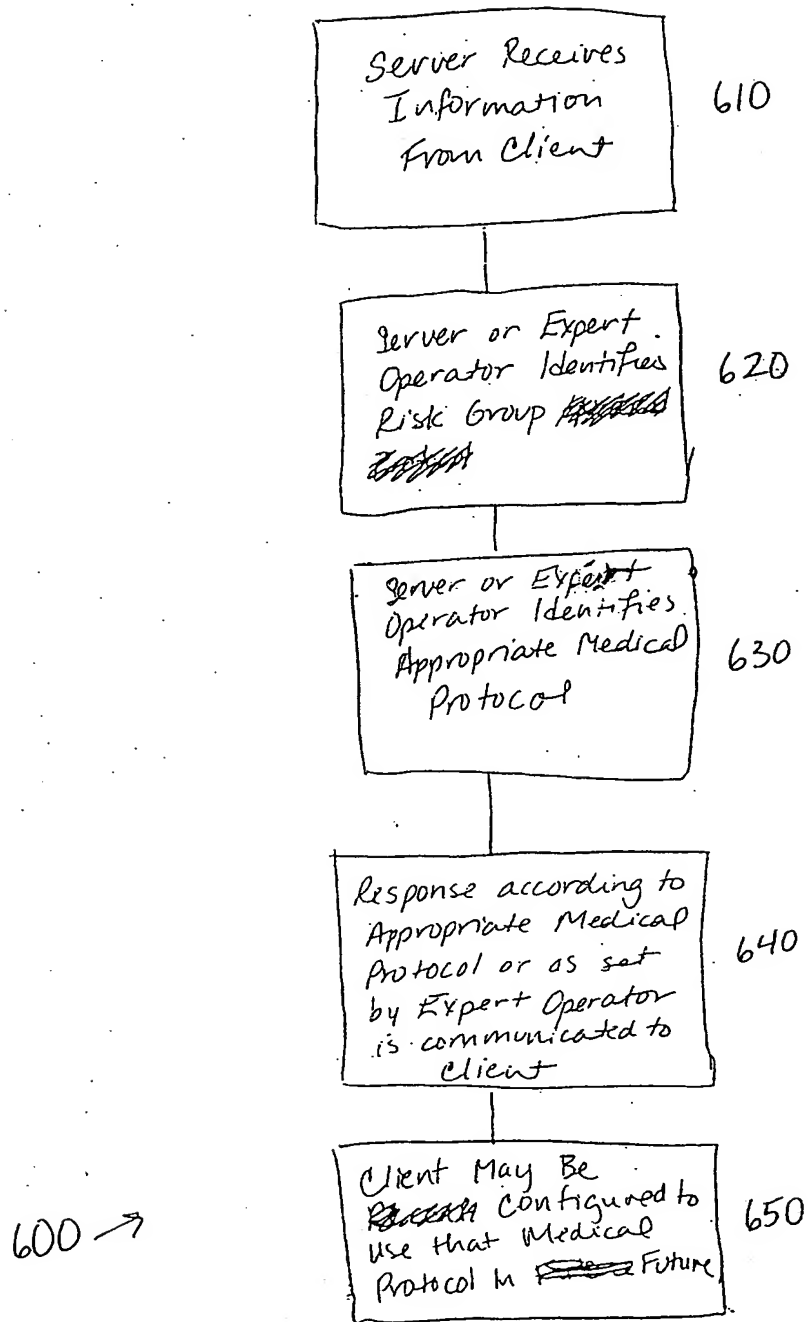 Server Receives
Information
From Client
610
Server or Expert
Operator Identifies
Risk Group
620
Server or Expert
Operator Identifies
Appropriate Medical
Protocol
630
Response according to
Appropriate Medical
Protocol or as set
by Expert Operator
is communicated to
Client
640
Client May Be
Configured to
use that Medical
Protocol In Future
650
600